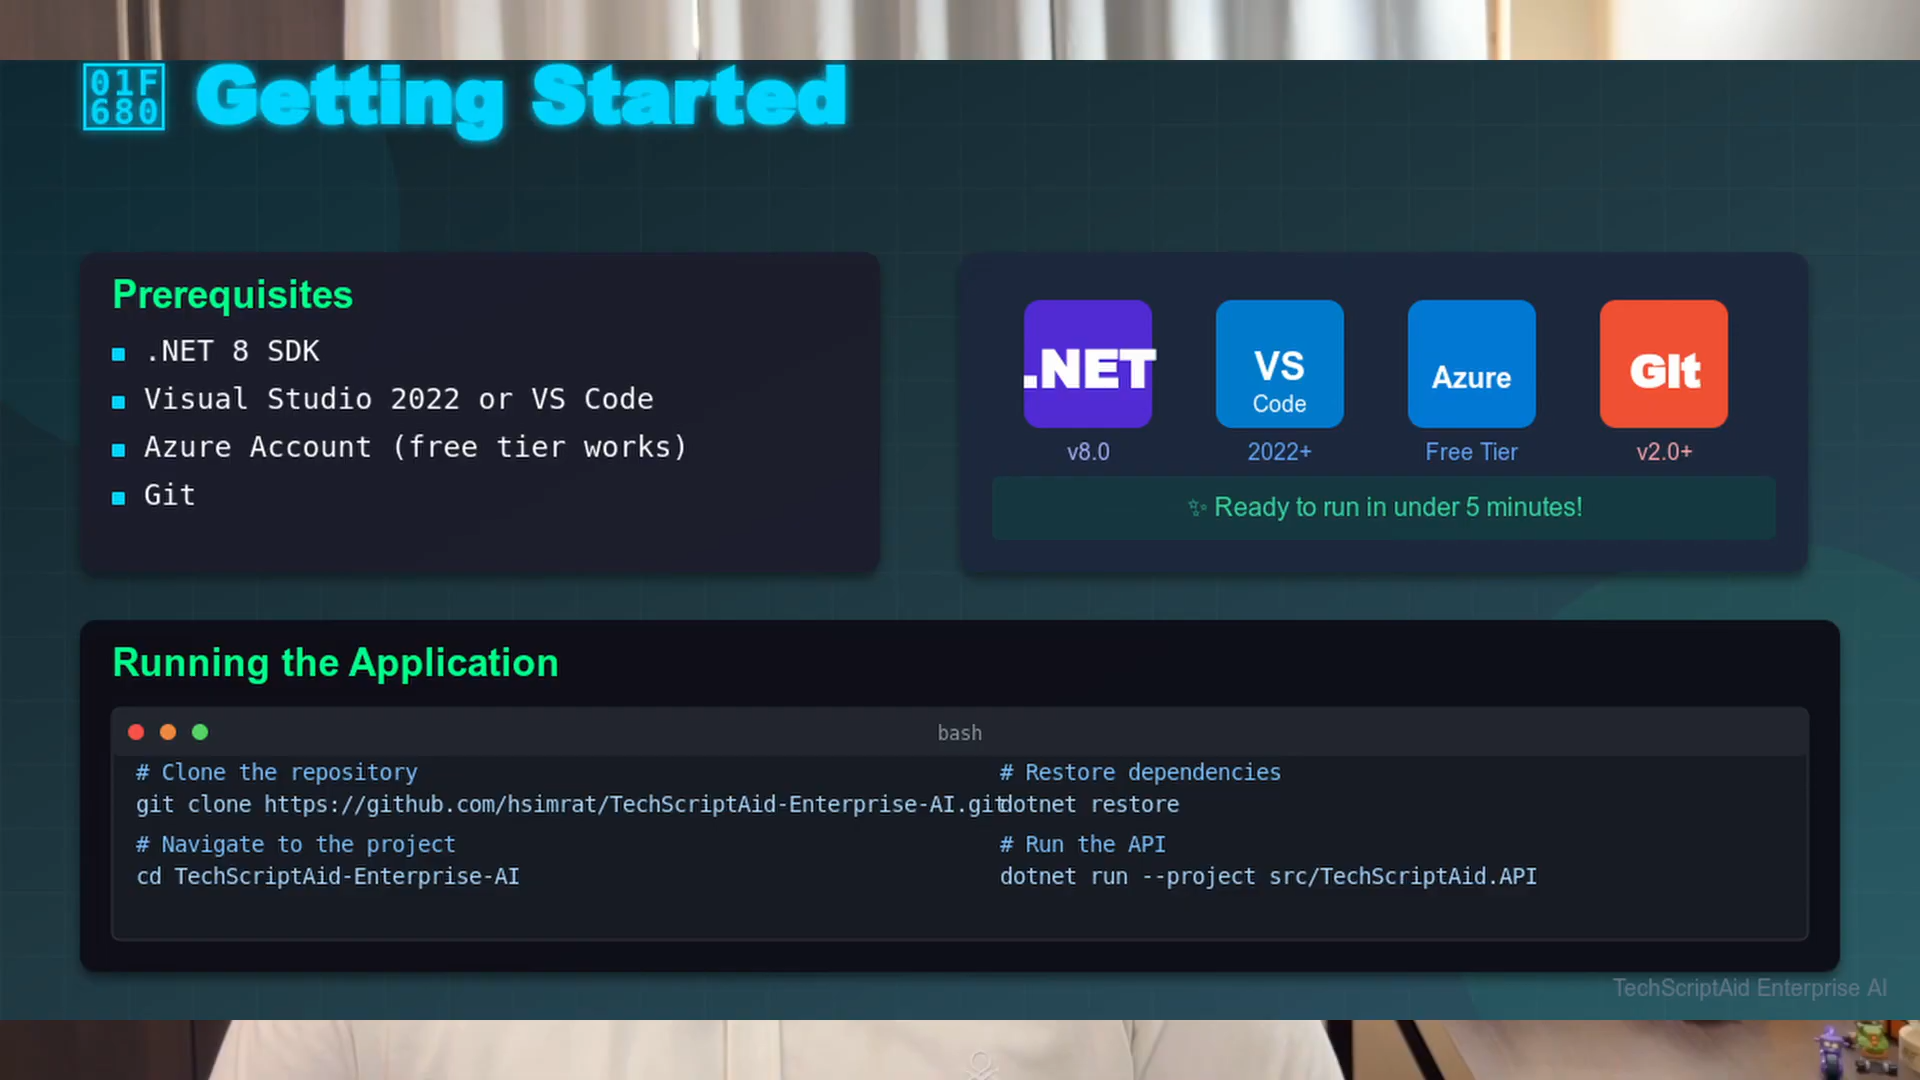 01F
680
Getting Started
Prerequisites
.NET 8 SDK
Visual Studio 2022 or VS Code
Azure Account (free tier works)
Git
.NET
v8.0
VS
Code
2022+
Azure
Free Tier
GIt
v2.0+
✨ Ready to run in under 5 minutes!
Running the Application
bash
# Clone the repository
git clone https://github.com/hsimrat/TechScriptAid-Enterprise-AI.git
# Navigate to the project
cd TechScriptAid-Enterprise-AI
# Restore dependencies
dotnet restore
# Run the API
dotnet run --project src/TechScriptAid.API
TechScriptAid Enterprise AI